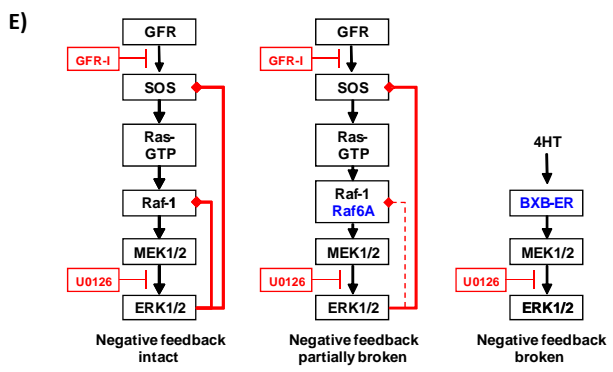 E)
GFR
GFR-I
SOS
Ras-
GTP
Raf-1
MEK1/2
U0126
ERK1/2
Negative feedback
intact
GFR
GFR-I
SOS
Ras-
GTP
Raf-1
Raf6A
MEK1/2
U0126
ERK1/2
Negative feedback
partially broken
4HT
BXB-ER
MEK1/2
U0126
ERK1/2
Negative feedback
broken